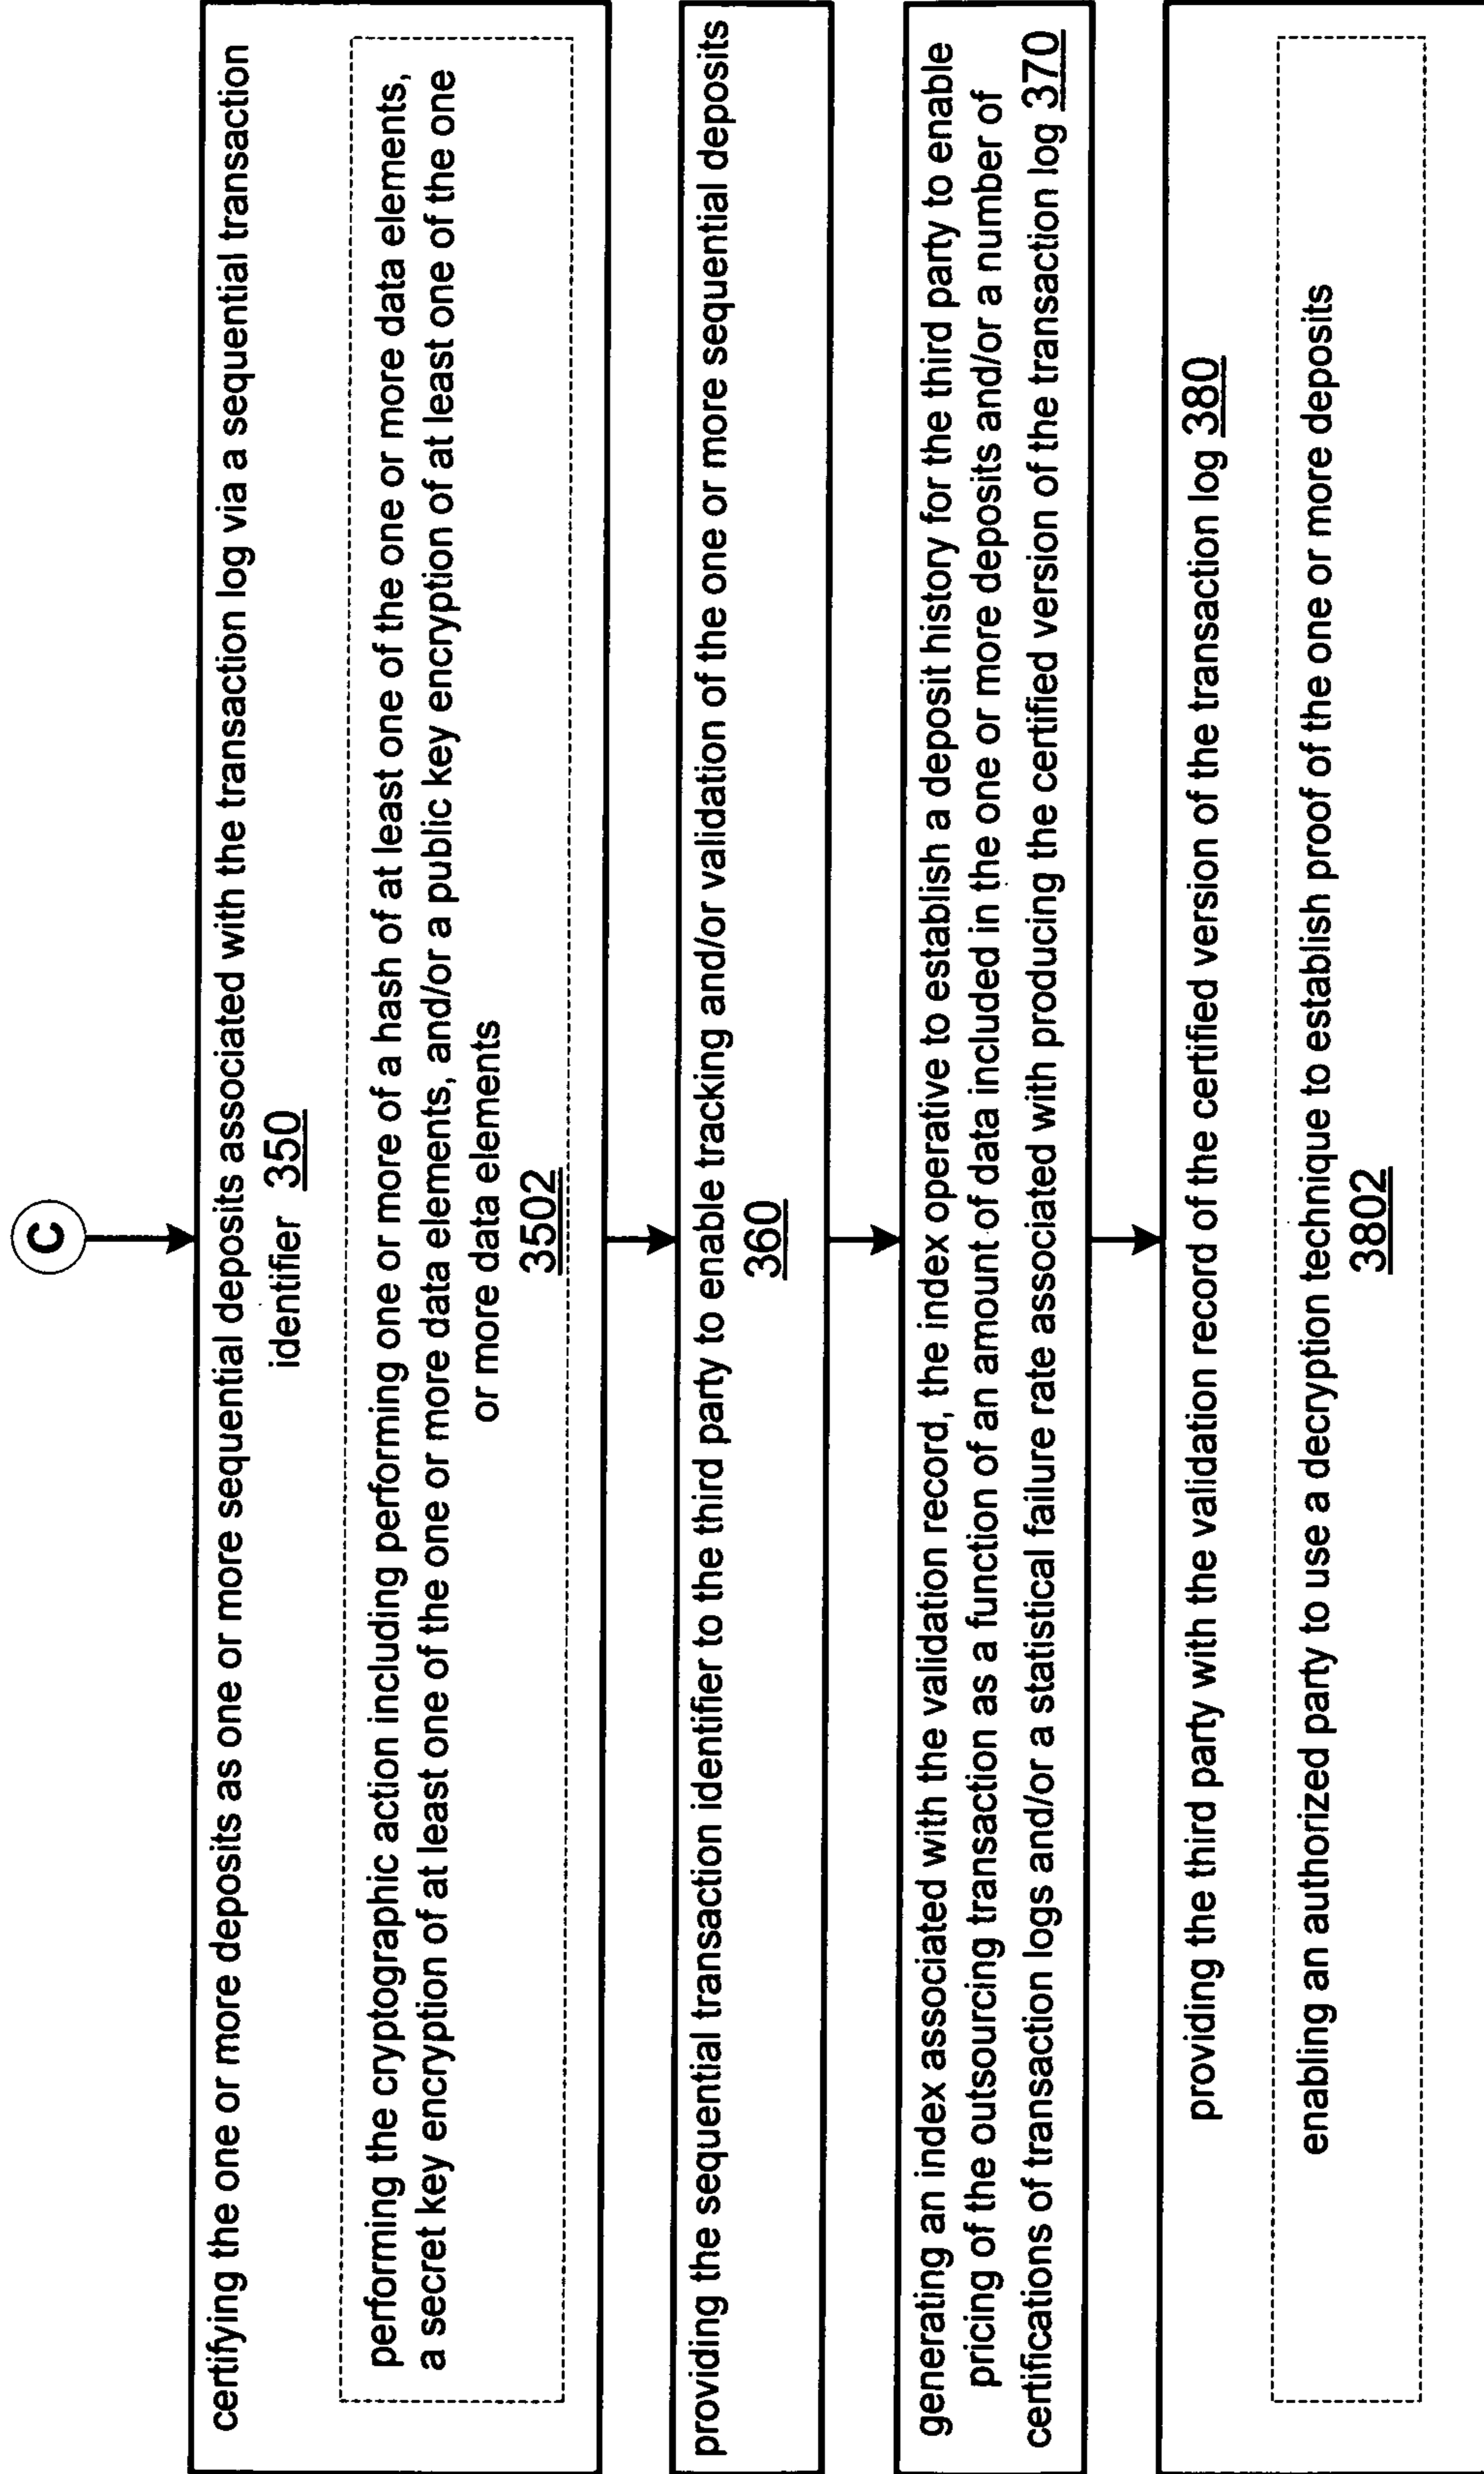 C
certifying the one or more deposits as one or more sequential deposits associated with the transaction log via a sequential transaction
identifier 350
performing the cryptographic action including performing one or more of a hash of at least one of the one or more data elements,
a secret key encryption of at least one of the one or more data elements, and/or a public key encryption of at least one of the one
or more data elements
3502
providing the sequential transaction identifier to the third party to enable tracking and/or validation of the one or more sequential deposits
360
generating an index associated with the validation record, the index operative to establish a deposit history for the third party to enable
pricing of the outsourcing transaction as a function of an amount of data included in the one or more deposits and/or a number of
certifications of transaction logs and/or a statistical failure rate associated with producing the certified version of the transaction log 370
providing the third party with the validation record of the certified version of the transaction log 380
enabling an authorized party to use a decryption technique to establish proof of the one or more deposits
3802